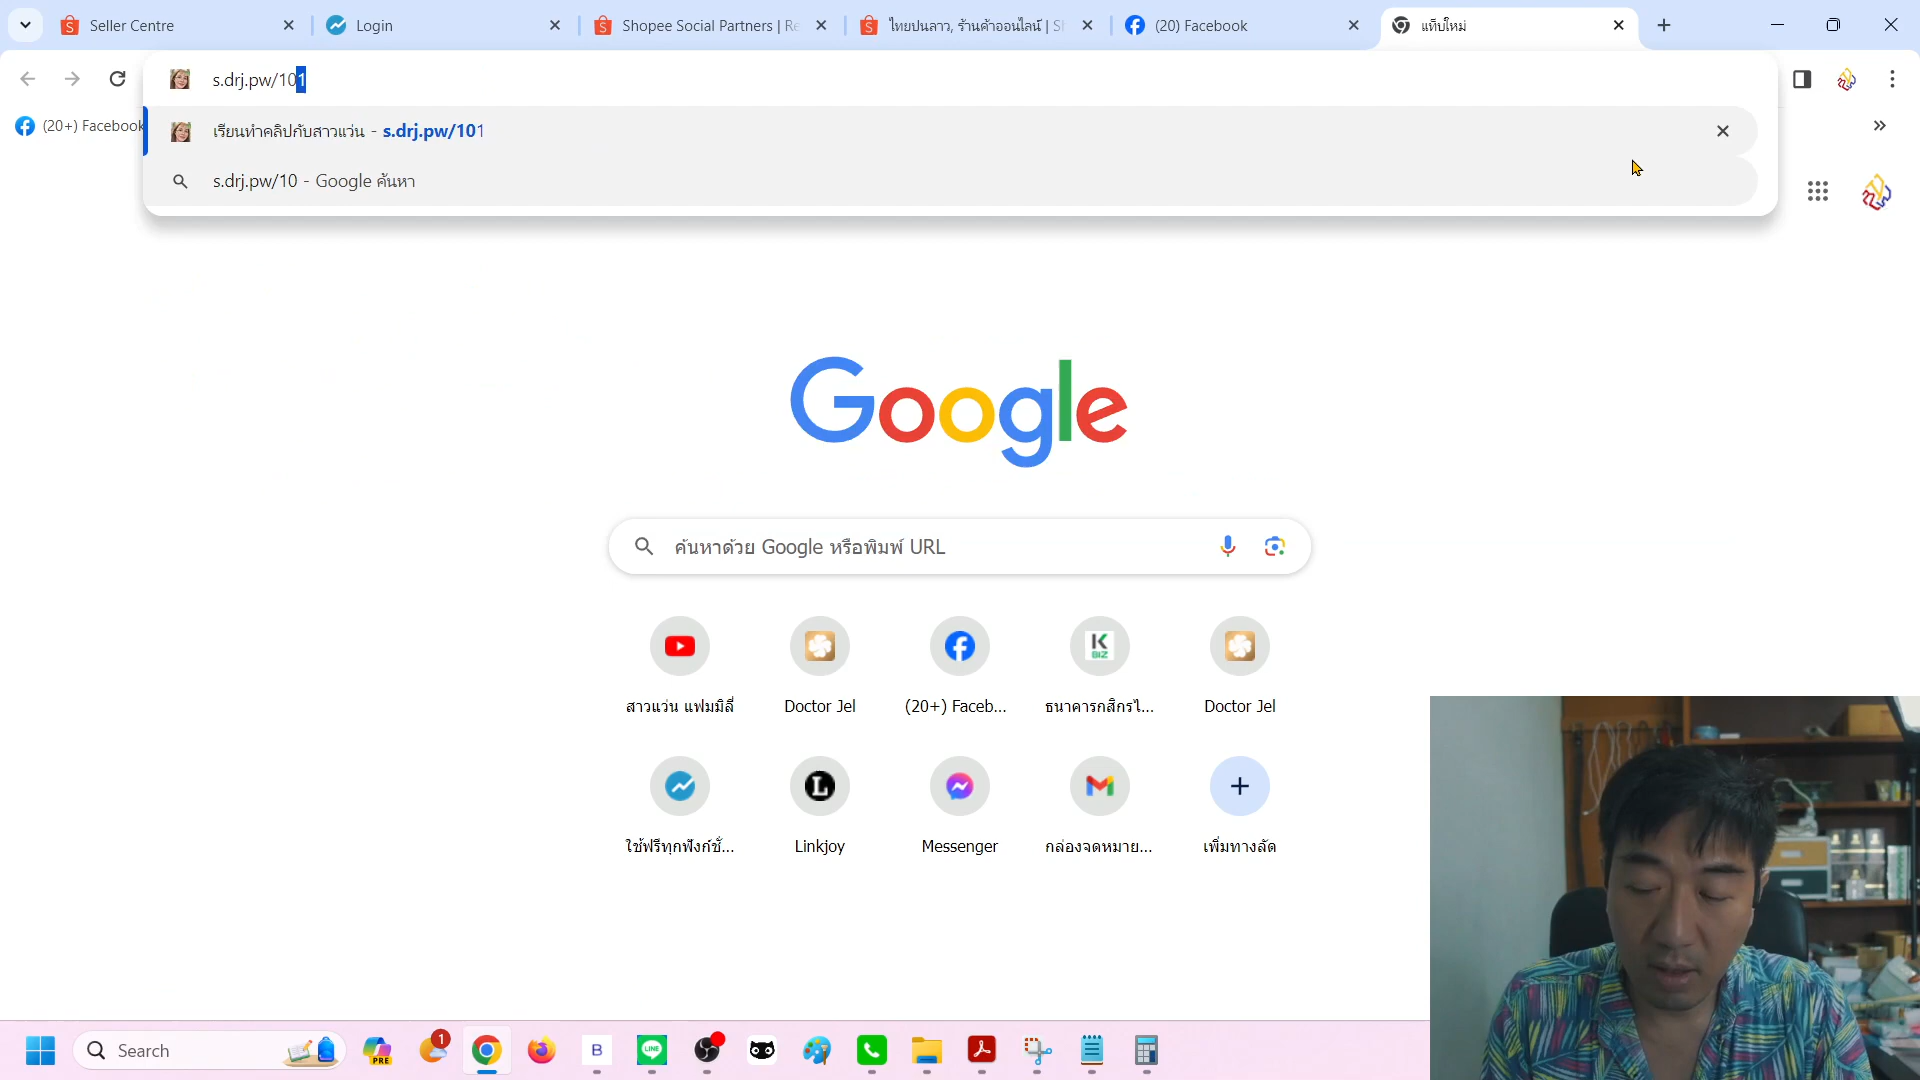 Seller Centre
Login
Shopee Social Partners | Re
ไทยปนลาว, ร้านค้าออนไลน์ | Sh
(20) Facebook
แท็บใหม่
s.drj.pw/101
(20+) Facebook
เรียนทำคลิปกับสาวแว่น - s.drj.pw/101
s.drj.pw/10 - Google ค้นหา
Google
ค้นหาด้วย Google หรือพิมพ์ URL
สาวแว่น แฟมมิลี่
Doctor Jel
(20+) Faceb...
ธนาคารกสิกรไ...
Doctor Jel
ใช้ฟรีทุกฟังก์ชั่...
Linkjoy
Messenger
กล่องจดหมาย...
เพิ่มทางลัด
K BIZ
L
Search
PRE
1
B
LINE